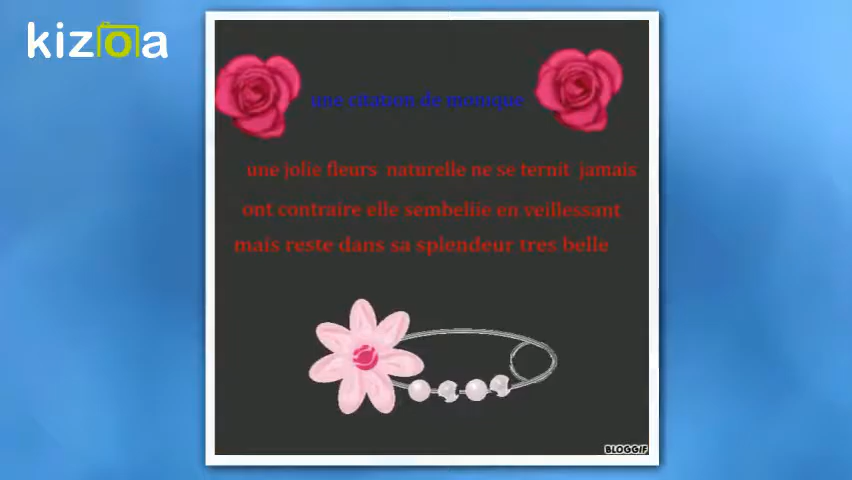 kizoa
une citation de monique
une jolie fleurs naturelle ne se ternit jamais
ont contraire elle sembeliie en veillessant
mais reste dans sa splendeur tres belle
BLOGGIF